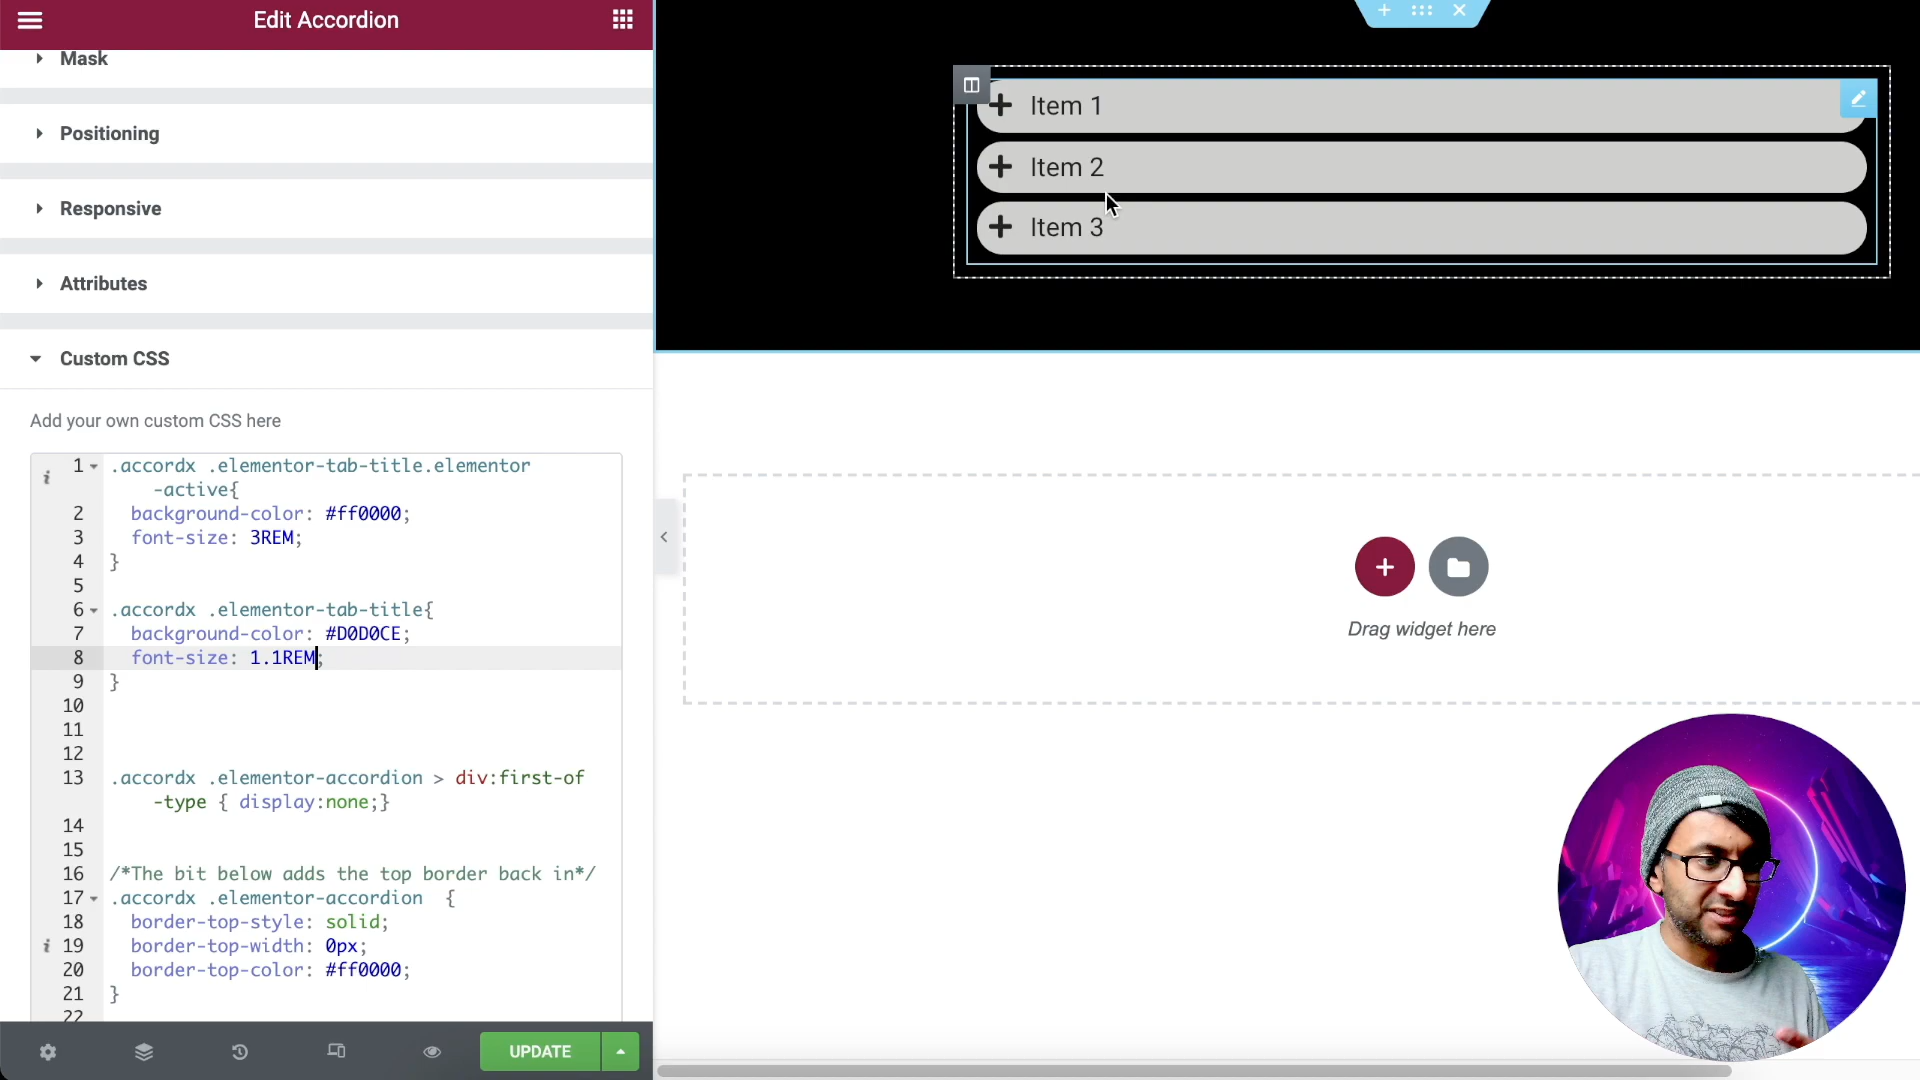 Edit Accordion
Mask
Positioning
Responsive
Attributes
Custom CSS
Add your own custom CSS here
1 .accordx .elementor-tab-title.elementor
-active{
2 background-color: #ff0000;
3 font-size: 3REM;
4 }
5
6 .accordx .elementor-tab-title{
7 background-color: #D0D0CE;
8 font-size: 1.1REM;
9 }
10
11
12
13 .accordx .elementor-accordion > div:first-of
-type { display:none;}
14
15
16 /*The bit below adds the top border back in*/
17 .accordx .elementor-accordion {
18 border-top-style: solid;
19 border-top-width: 0px;
20 border-top-color: #ff0000;
21 }
22
UPDATE
Item 1
Item 2
Item 3
Drag widget here